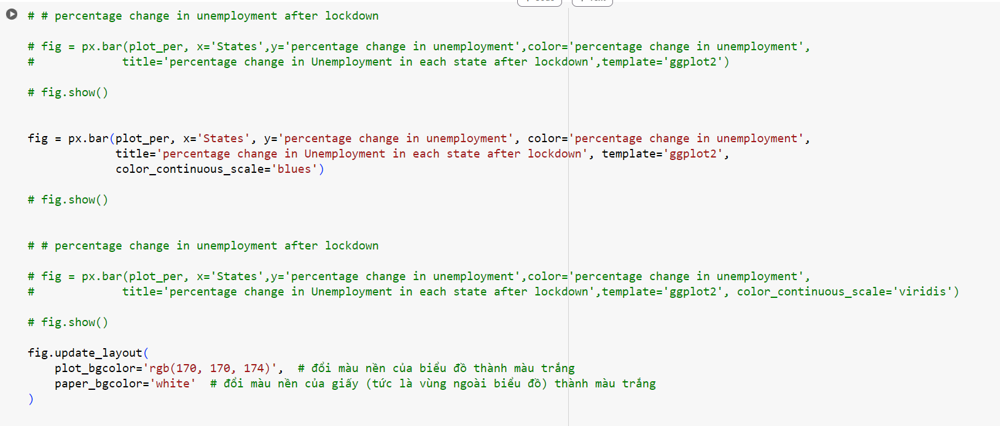 # # percentage change in unemployment after lockdown
# fig = px.bar(plot_per, x='States',y='percentage change in unemployment',color='percentage change in unemployment',
#             title='percentage change in Unemployment in each state after lockdown',template='ggplot2')
# fig.show()
fig = px.bar(plot_per, x='States', y='percentage change in unemployment', color='percentage change in unemployment',
             title='percentage change in Unemployment in each state after lockdown', template='ggplot2',
             color_continuous_scale='blues')
# fig.show()
# # percentage change in unemployment after lockdown
# fig = px.bar(plot_per, x='States',y='percentage change in unemployment',color='percentage change in unemployment',
#             title='percentage change in Unemployment in each state after lockdown',template='ggplot2', color_continuous_scale='viridis')
# fig.show()
fig.update_layout(
    plot_bgcolor='rgb(170, 170, 174)',  # đổi màu nền của biểu đồ thành màu trắng
    paper_bgcolor='white'  # đổi màu nền của giấy (tức là vùng ngoài biểu đồ) thành màu trắng
)